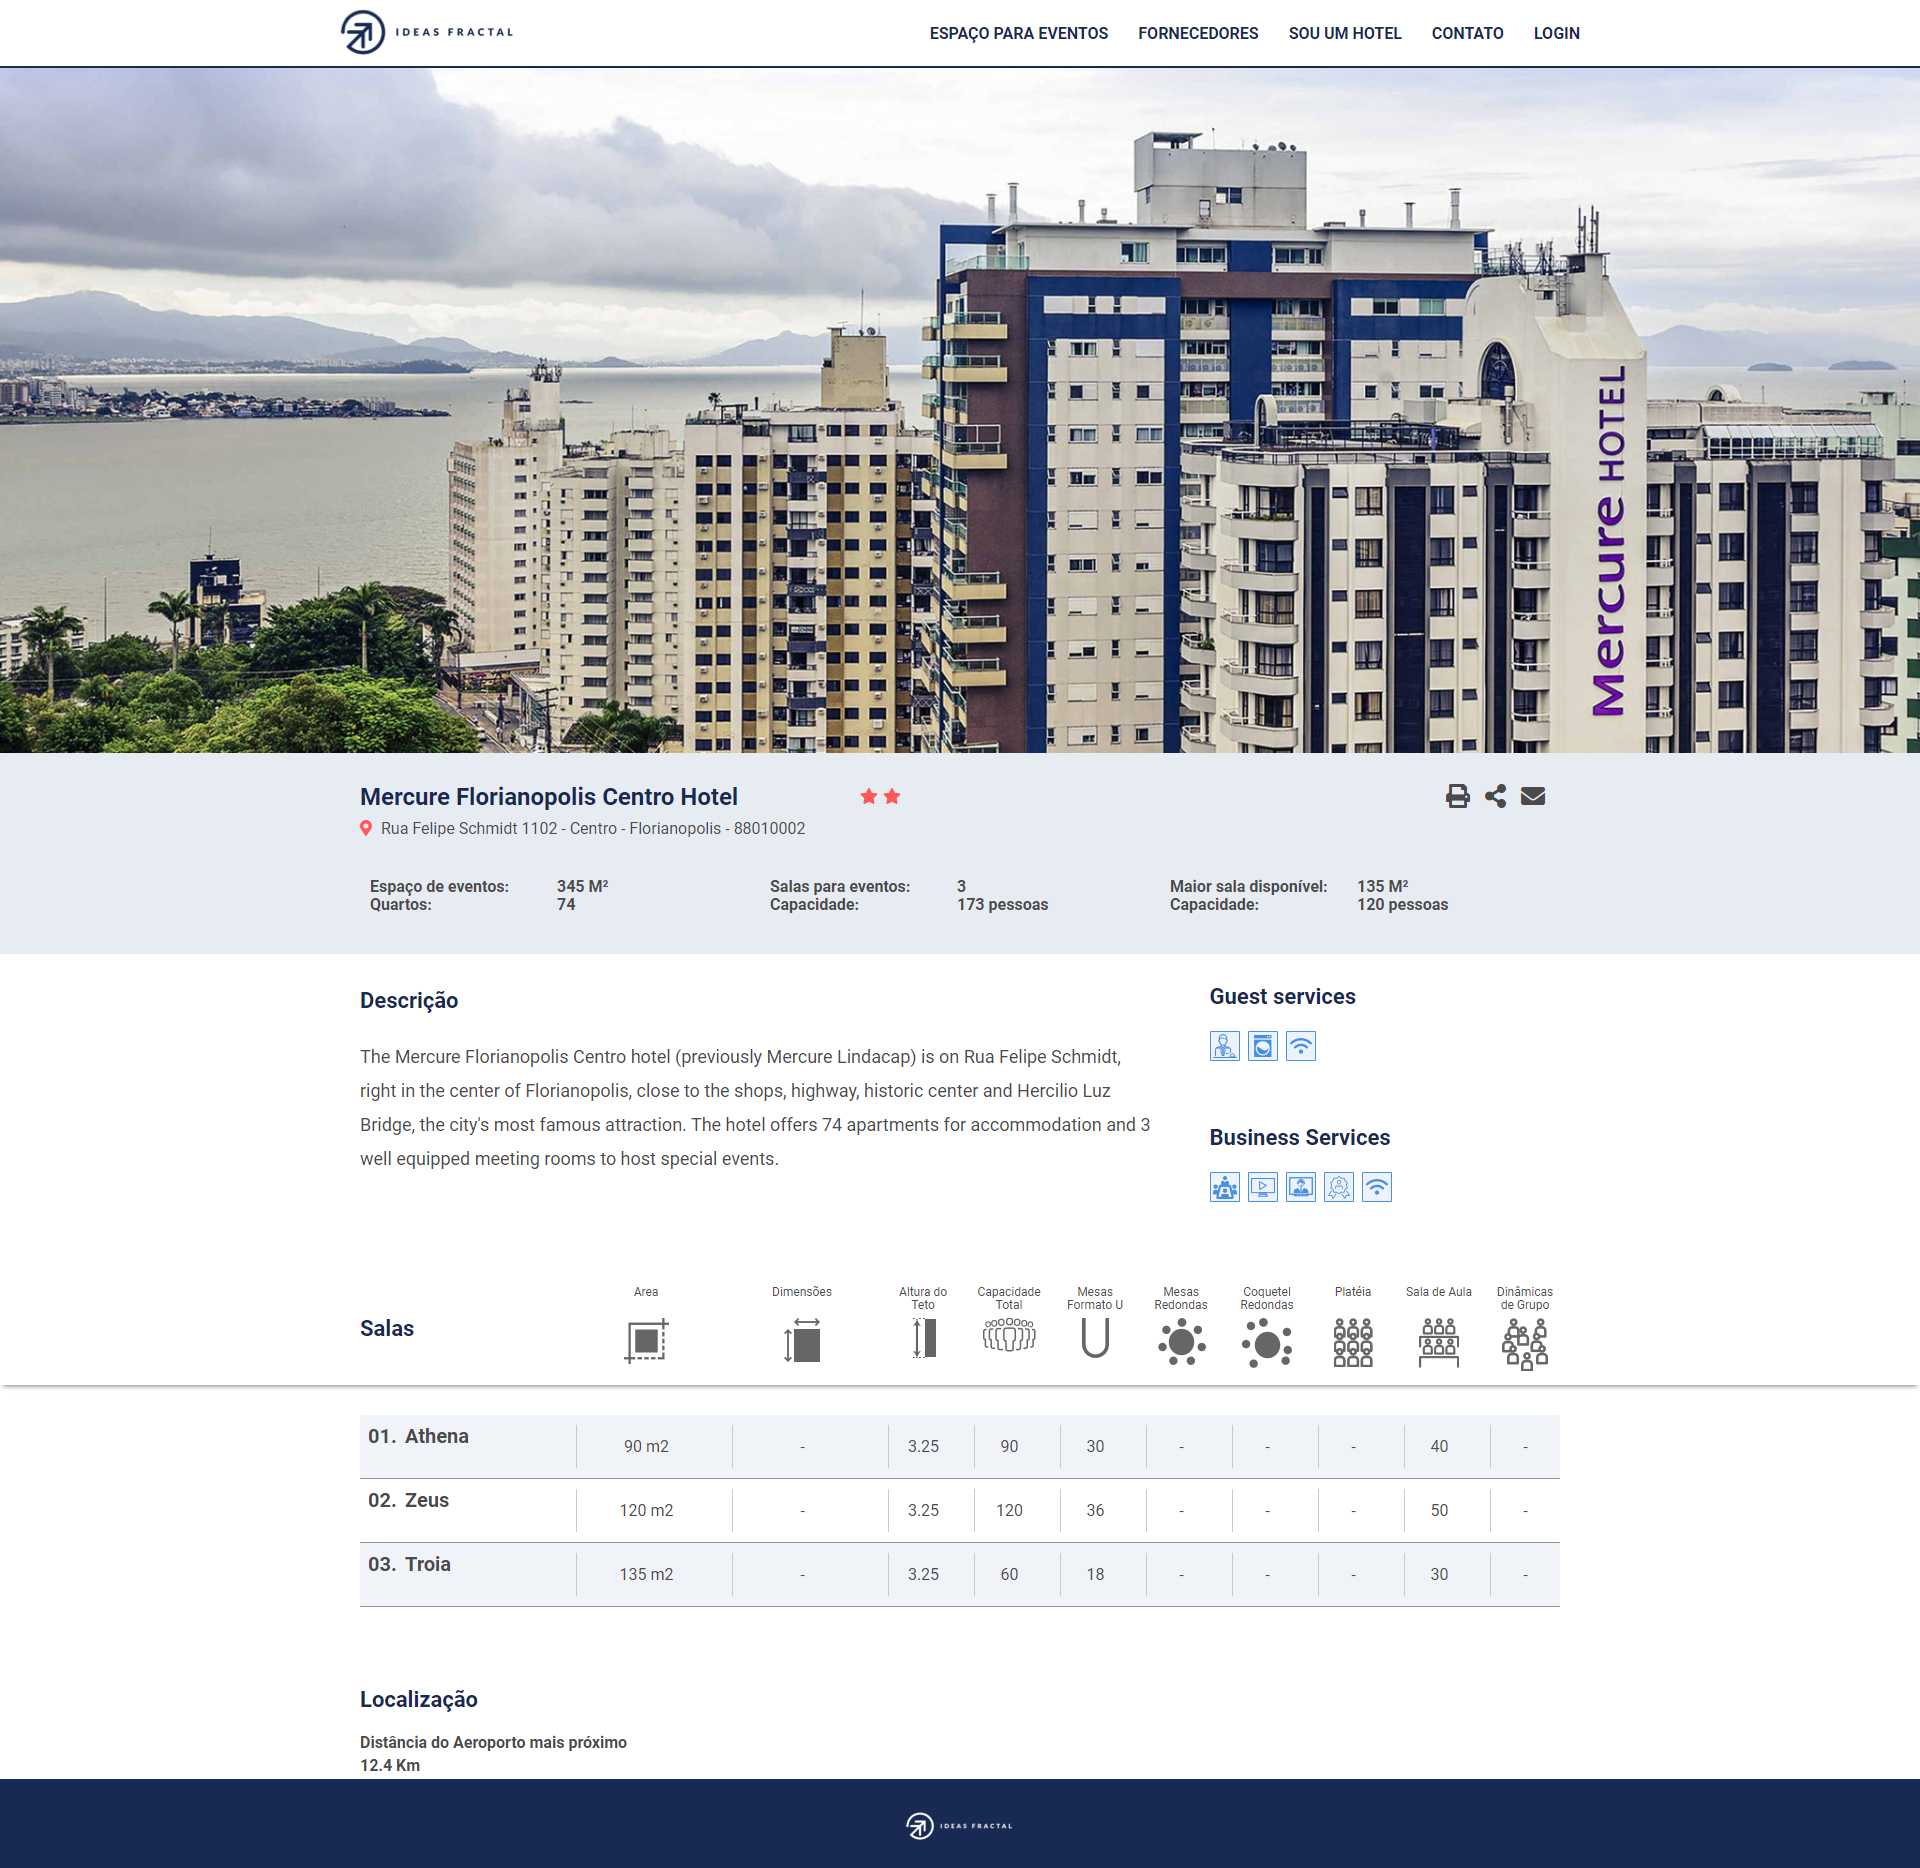 IDEAS FRACTAL
ESPAÇO PARA EVENTOS FORNECEDORES SOU UM HOTEL CONTATO LOGIN
Mercure HOTEL
Mercure Florianopolis Centro Hotel
Rua Felipe Schmidt 1102 - Centro - Florianopolis - 88010002
Espaço de eventos: 345 M² Salas para eventos: 3 Maior sala disponível: 135 M²
Quartos: 74 Capacidade: 173 pessoas Capacidade: 120 pessoas
Descrição
The Mercure Florianopolis Centro hotel (previously Mercure Lindacap) is on Rua Felipe Schmidt,
right in the center of Florianopolis, close to the shops, highway, historic center and Hercilio Luz
Bridge, the city's most famous attraction. The hotel offers 74 apartments for accommodation and 3
well equipped meeting rooms to host special events.
Guest services
Business Services
Salas
Area
Dimensões
Altura do
Teto
Capacidade
Total
Mesas
Formato U
Mesas
Redondas
Coquetel
Redondas
Platéia
Sala de Aula
Dinâmicas
de Grupo
01. Athena 90 m2 - 3.25 90 30 - - - 40 -
02. Zeus 120 m2 - 3.25 120 36 - - - 50 -
03. Troia 135 m2 - 3.25 60 18 - - - 30 -
Localização
Distância do Aeroporto mais próximo
12.4 Km
IDEAS FRACTAL